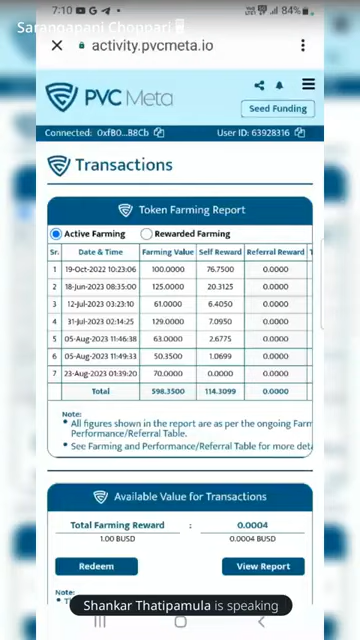 7:10
84%
Sarangapani Choppari
activity.pvcmeta.io
PVC Meta
Seed Funding
Connected: 0xfB0...B8Cb
User ID: 63928316
Transactions
Token Farming Report
Active Farming Rewarded Farming
Sr. Date & Time Farming Value Self Reward Referral Reward T
1 19-Oct-2022 10:23:06 100.0000 76.7500 0.0000
2 18-Jun-2023 08:35:00 125.0000 20.3125 0.0000
3 12-Jul-2023 03:23:10 61.0000 6.4050 0.0000
4 31-Jul-2023 02:14:25 129.0000 7.0950 0.0000
5 05-Aug-2023 11:46:38 63.0000 2.6775 0.0000
6 05-Aug-2023 11:49:33 50.3500 1.0699 0.0000
7 23-Aug-2023 01:39:20 70.0000 0.0000 0.0000
Total 598.3500 114.3099 0.0000
Note:
• All figures shown in the report are as per the ongoing Farm
Performance/Referral Table.
• See Farming and Performance/Referral Table for more deta
Available Value for Transactions
Total Farming Reward : 0.0004
1.00 BUSD 0.0004 BUSD
Redeem View Report
Note:
Shankar Thatipamula is speaking